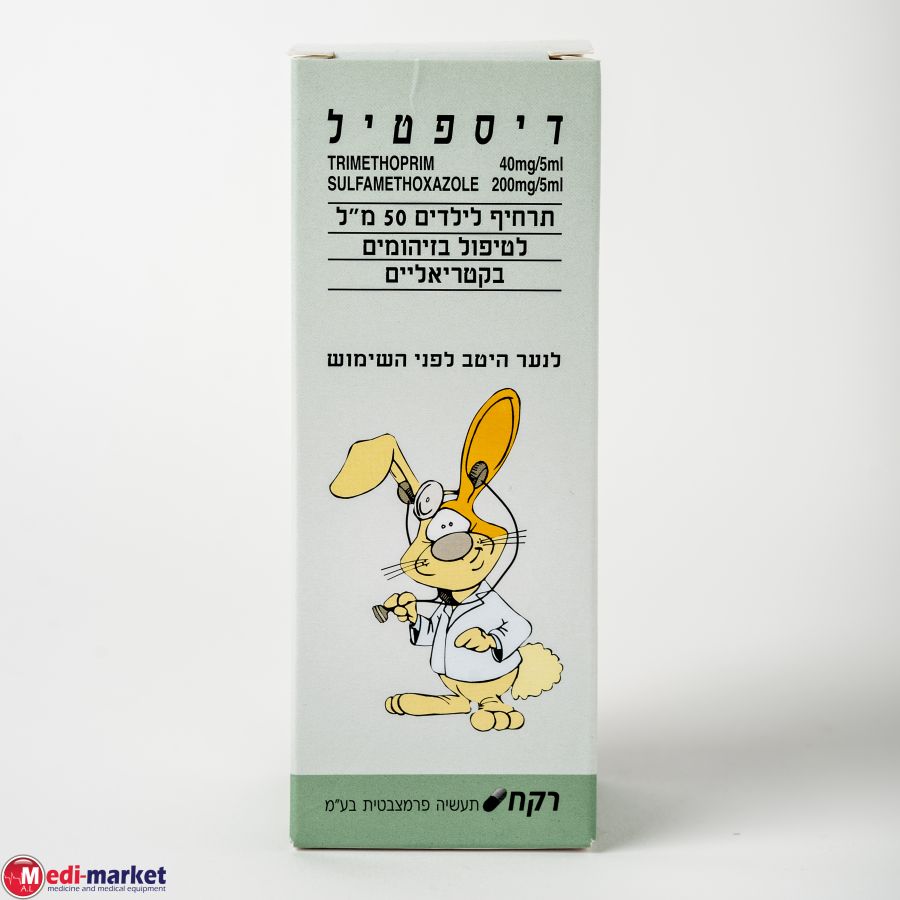 דיספטיל
TRIMETHOPRIM 40mg/5ml
SULFAMETHOXAZOLE 200mg/5ml
תרחיף לילדים 50 מ"ל
לטיפול בזיהומים
בקטריאליים
לנער היטב לפני השימוש
רקח תעשיה פרמצבטית בע"מ
Medi-market
A.L
medicine and medical equipment